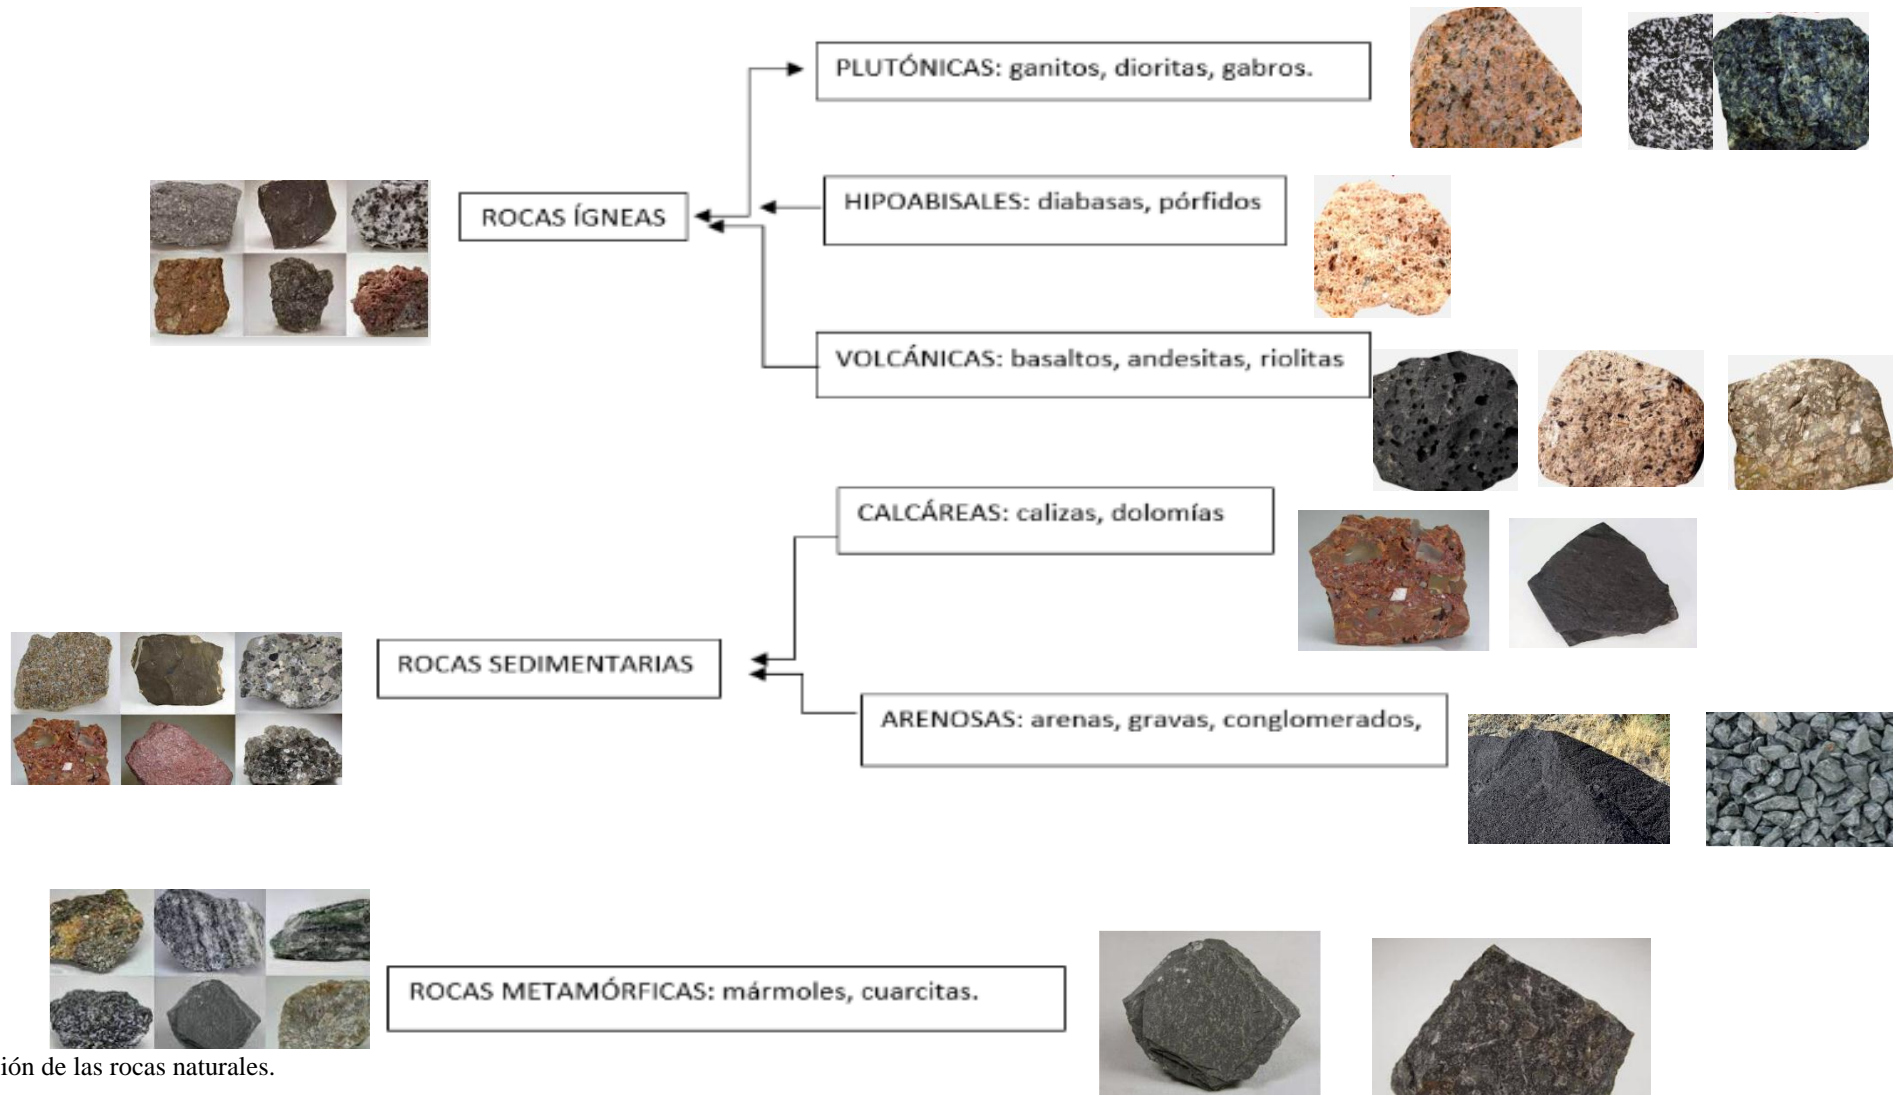 PLUTÓNICAS: ganitos, dioritas, gabros.
HIPOABISALES: diabasas, pórfidos
ROCAS ÍGNEAS
VOLCÁNICAS: basaltos, andesitas, riolitas
CALCÁREAS: calizas, dolomías
ROCAS SEDIMENTARIAS
ARENOSAS: arenas, gravas, conglomerados,
ROCAS METAMÓRFICAS: mármoles, cuarcitas.
ión de las rocas naturales.